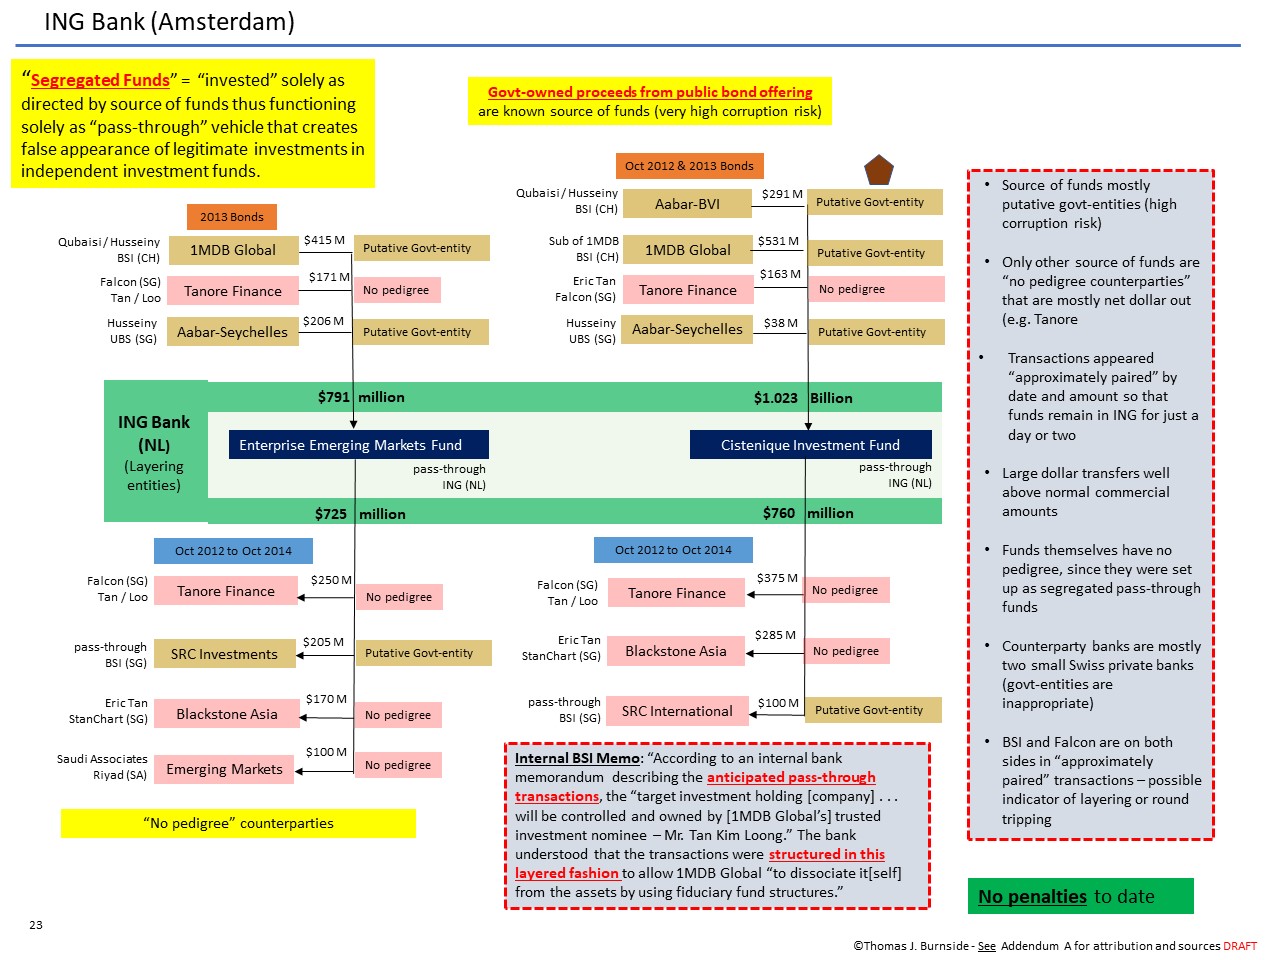 ING Bank (Amsterdam)
“Segregated Funds” = “invested” solely as
directed by source of funds thus functioning
solely as “pass-through” vehicle that creates
false appearance of legitimate investments in
independent investment funds.
Govt-owned proceeds from public bond offering
are known source of funds (very high corruption risk)
2013 Bonds
Qubaisi / Husseiny
BSI (CH)
1MDB Global
$415 M
Putative Govt-entity
Falcon (SG)
Tan / Loo
Tanore Finance
$171 M
No pedigree
Husseiny
UBS (SG)
Aabar-Seychelles
$206 M
Putative Govt-entity
Oct 2012 & 2013 Bonds
Qubaisi / Husseiny
BSI (CH)
Aabar-BVI
$291 M
Putative Govt-entity
Sub of 1MDB
BSI (CH)
1MDB Global
$531 M
Putative Govt-entity
Eric Tan
Falcon (SG)
Tanore Finance
$163 M
No pedigree
Husseiny
UBS (SG)
Aabar-Seychelles
$38 M
Putative Govt-entity
ING Bank
(NL)
(Layering
entities)
$791 million
Enterprise Emerging Markets Fund
pass-through
ING (NL)
$725 million
$1.023 Billion
Cistenique Investment Fund
pass-through
ING (NL)
$760 million
Oct 2012 to Oct 2014
Falcon (SG)
Tan / Loo
Tanore Finance
$250 M
No pedigree
pass-through
BSI (SG)
SRC Investments
$205 M
Putative Govt-entity
Eric Tan
StanChart (SG)
Blackstone Asia
$170 M
No pedigree
Saudi Associates
Riyad (SA)
Emerging Markets
$100 M
No pedigree
“No pedigree” counterparties
Oct 2012 to Oct 2014
Falcon (SG)
Tan / Loo
Tanore Finance
$375 M
No pedigree
Eric Tan
StanChart (SG)
Blackstone Asia
$285 M
No pedigree
pass-through
BSI (SG)
SRC International
$100 M
Putative Govt-entity
Internal BSI Memo: “According to an internal bank
memorandum describing the anticipated pass-through
transactions, the “target investment holding [company] . . .
will be controlled and owned by [1MDB Global’s] trusted
investment nominee – Mr. Tan Kim Loong.” The bank
understood that the transactions were structured in this
layered fashion to allow 1MDB Global “to dissociate it[self]
from the assets by using fiduciary fund structures.”
• Source of funds mostly
putative govt-entities (high
corruption risk)
• Only other source of funds are
“no pedigree counterparties”
that are mostly net dollar out
(e.g. Tanore
• Transactions appeared
“approximately paired” by
date and amount so that
funds remain in ING for just a
day or two
• Large dollar transfers well
above normal commercial
amounts
• Funds themselves have no
pedigree, since they were set
up as segregated pass-through
funds
• Counterparty banks are mostly
two small Swiss private banks
(govt-entities are
inappropriate)
• BSI and Falcon are on both
sides in “approximately
paired” transactions – possible
indicator of layering or round
tripping
No penalties to date
23
©Thomas J. Burnside - See Addendum A for attribution and sources DRAFT